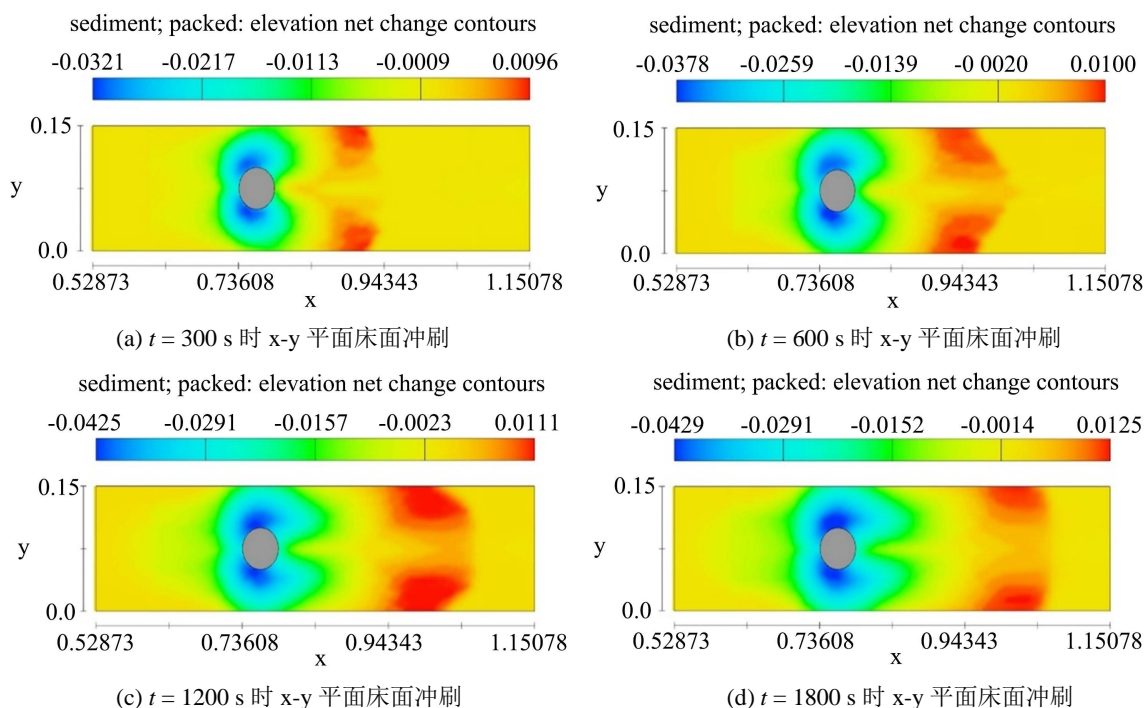 sediment; packed: elevation net change contours
-0.0321 -0.0217 -0.0113 -0.0009 0.0096
0.15
y
0.0
0.52873 0.73608 0.94343 1.15078
x
(a) t = 300 s 时 x-y 平面床面冲刷
sediment; packed: elevation net change contours
-0.0378 -0.0259 -0.0139 -0.0020 0.0100
0.15
y
0.0
0.52873 0.73608 0.94343 1.15078
x
(b) t = 600 s 时 x-y 平面床面冲刷
sediment; packed: elevation net change contours
-0.0425 -0.0291 -0.0157 -0.0023 0.0111
0.15
y
0.0
0.52873 0.73608 0.94343 1.15078
x
(c) t = 1200 s 时 x-y 平面床面冲刷
sediment; packed: elevation net change contours
-0.0429 -0.0291 -0.0152 -0.0014 0.0125
0.15
y
0.0
0.52873 0.73608 0.94343 1.15078
x
(d) t = 1800 s 时 x-y 平面床面冲刷